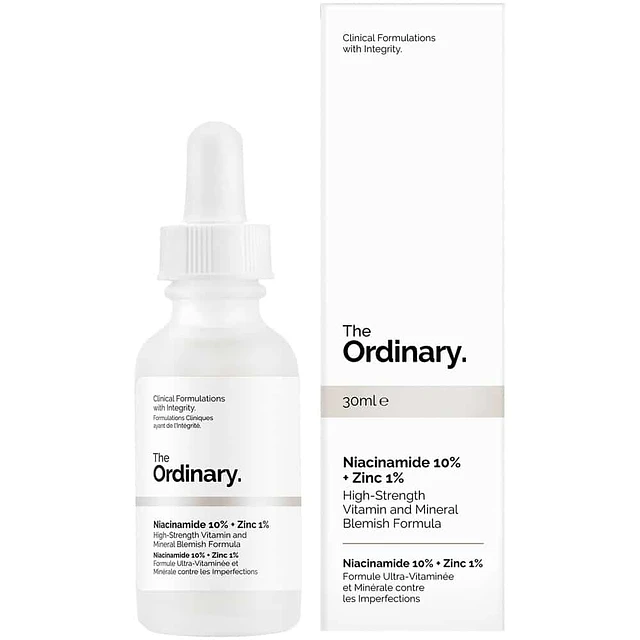 Clinical Formulations
with Integrity.
Formulations Cliniques
ayant de l'Intégrité.
The
Ordinary.
Niacinamide 10% + Zinc 1%
High-Strength Vitamin and
Mineral Blemish Formula
Niacinamide 10% + Zinc 1%
Formule Ultra-Vitaminée et
Minérale contre les Imperfections
Clinical Formulations
with Integrity.
The
Ordinary.
30ml e
Niacinamide 10%
+ Zinc 1%
High-Strength
Vitamin and Mineral
Blemish Formula
Niacinamide 10% + Zinc 1%
Formule Ultra-Vitaminée
et Minérale contre
les Imperfections